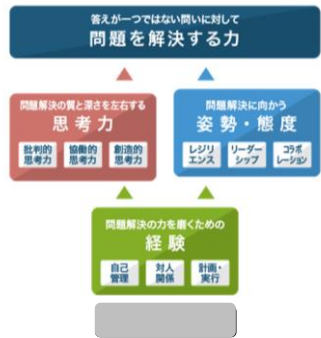 答えが一つではない問いに対して
問題を解決する力
問題解決の質と深さを左右する
思考力
批判的
思考力
協働的
思考力
創造的
思考力
問題解決に向かう
姿勢・態度
レジリ
エンス
リーダー
シップ
コラボ
レーション
問題解決の力を磨くための
経験
自己
管理
対人
関係
計画・
実行